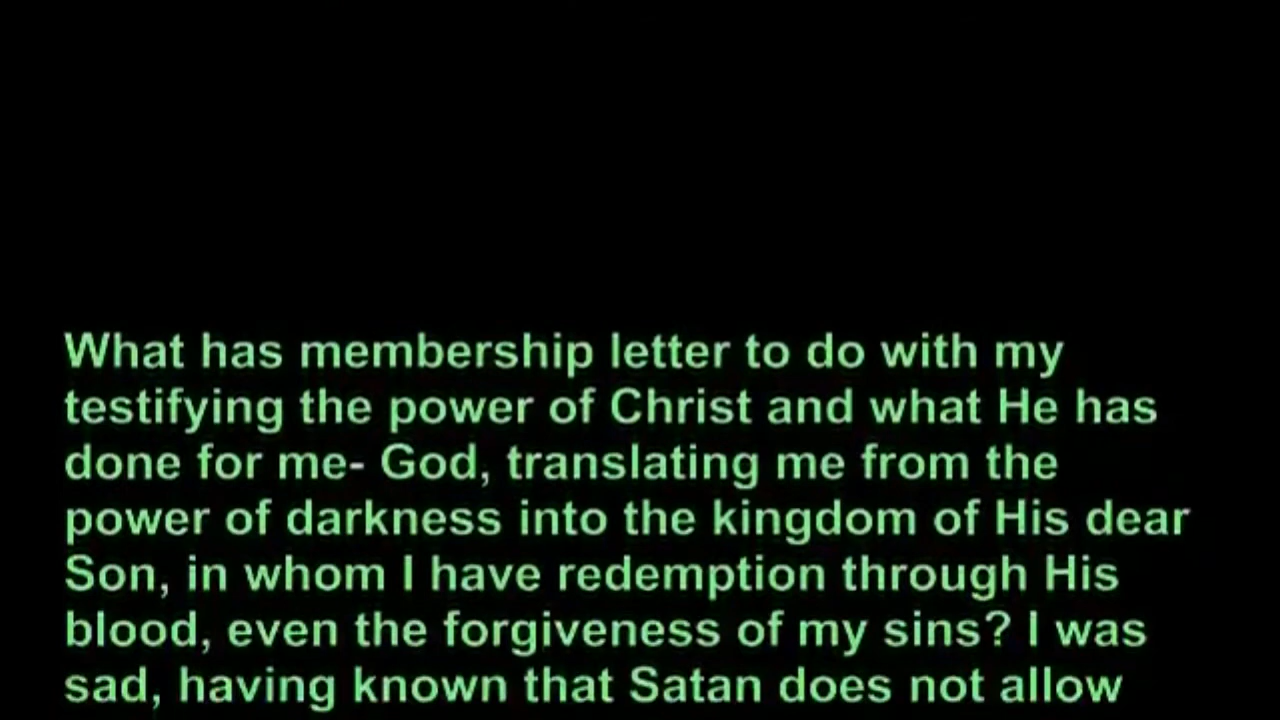 What has membership letter to do with my
testifying the power of Christ and what He has
done for me- God, translating me from the
power of darkness into the kingdom of His dear
Son, in whom I have redemption through His
blood, even the forgiveness of my sins? I was
sad, having known that Satan does not allow